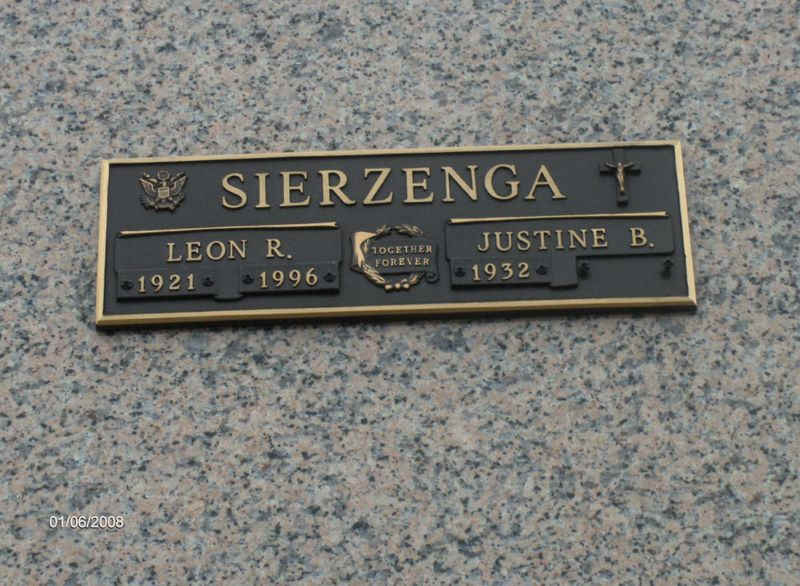 SIERZENGA
LEON R.
1921 1996
TOGETHER
FOREVER
JUSTINE B.
1932
01/06/2008